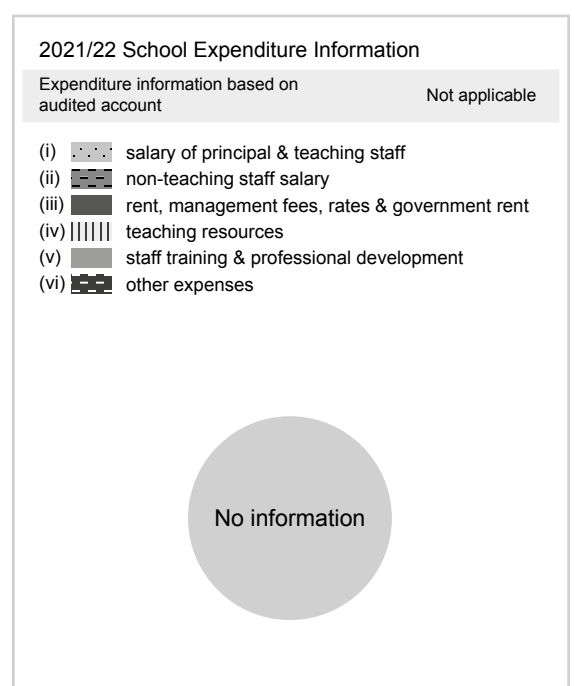 2021/22 School Expenditure Information
Expenditure information based on
audited account
Not applicable
(i) salary of principal & teaching staff
(ii) non-teaching staff salary
(iii) rent, management fees, rates & government rent
(iv) teaching resources
(v) staff training & professional development
(vi) other expenses
No information